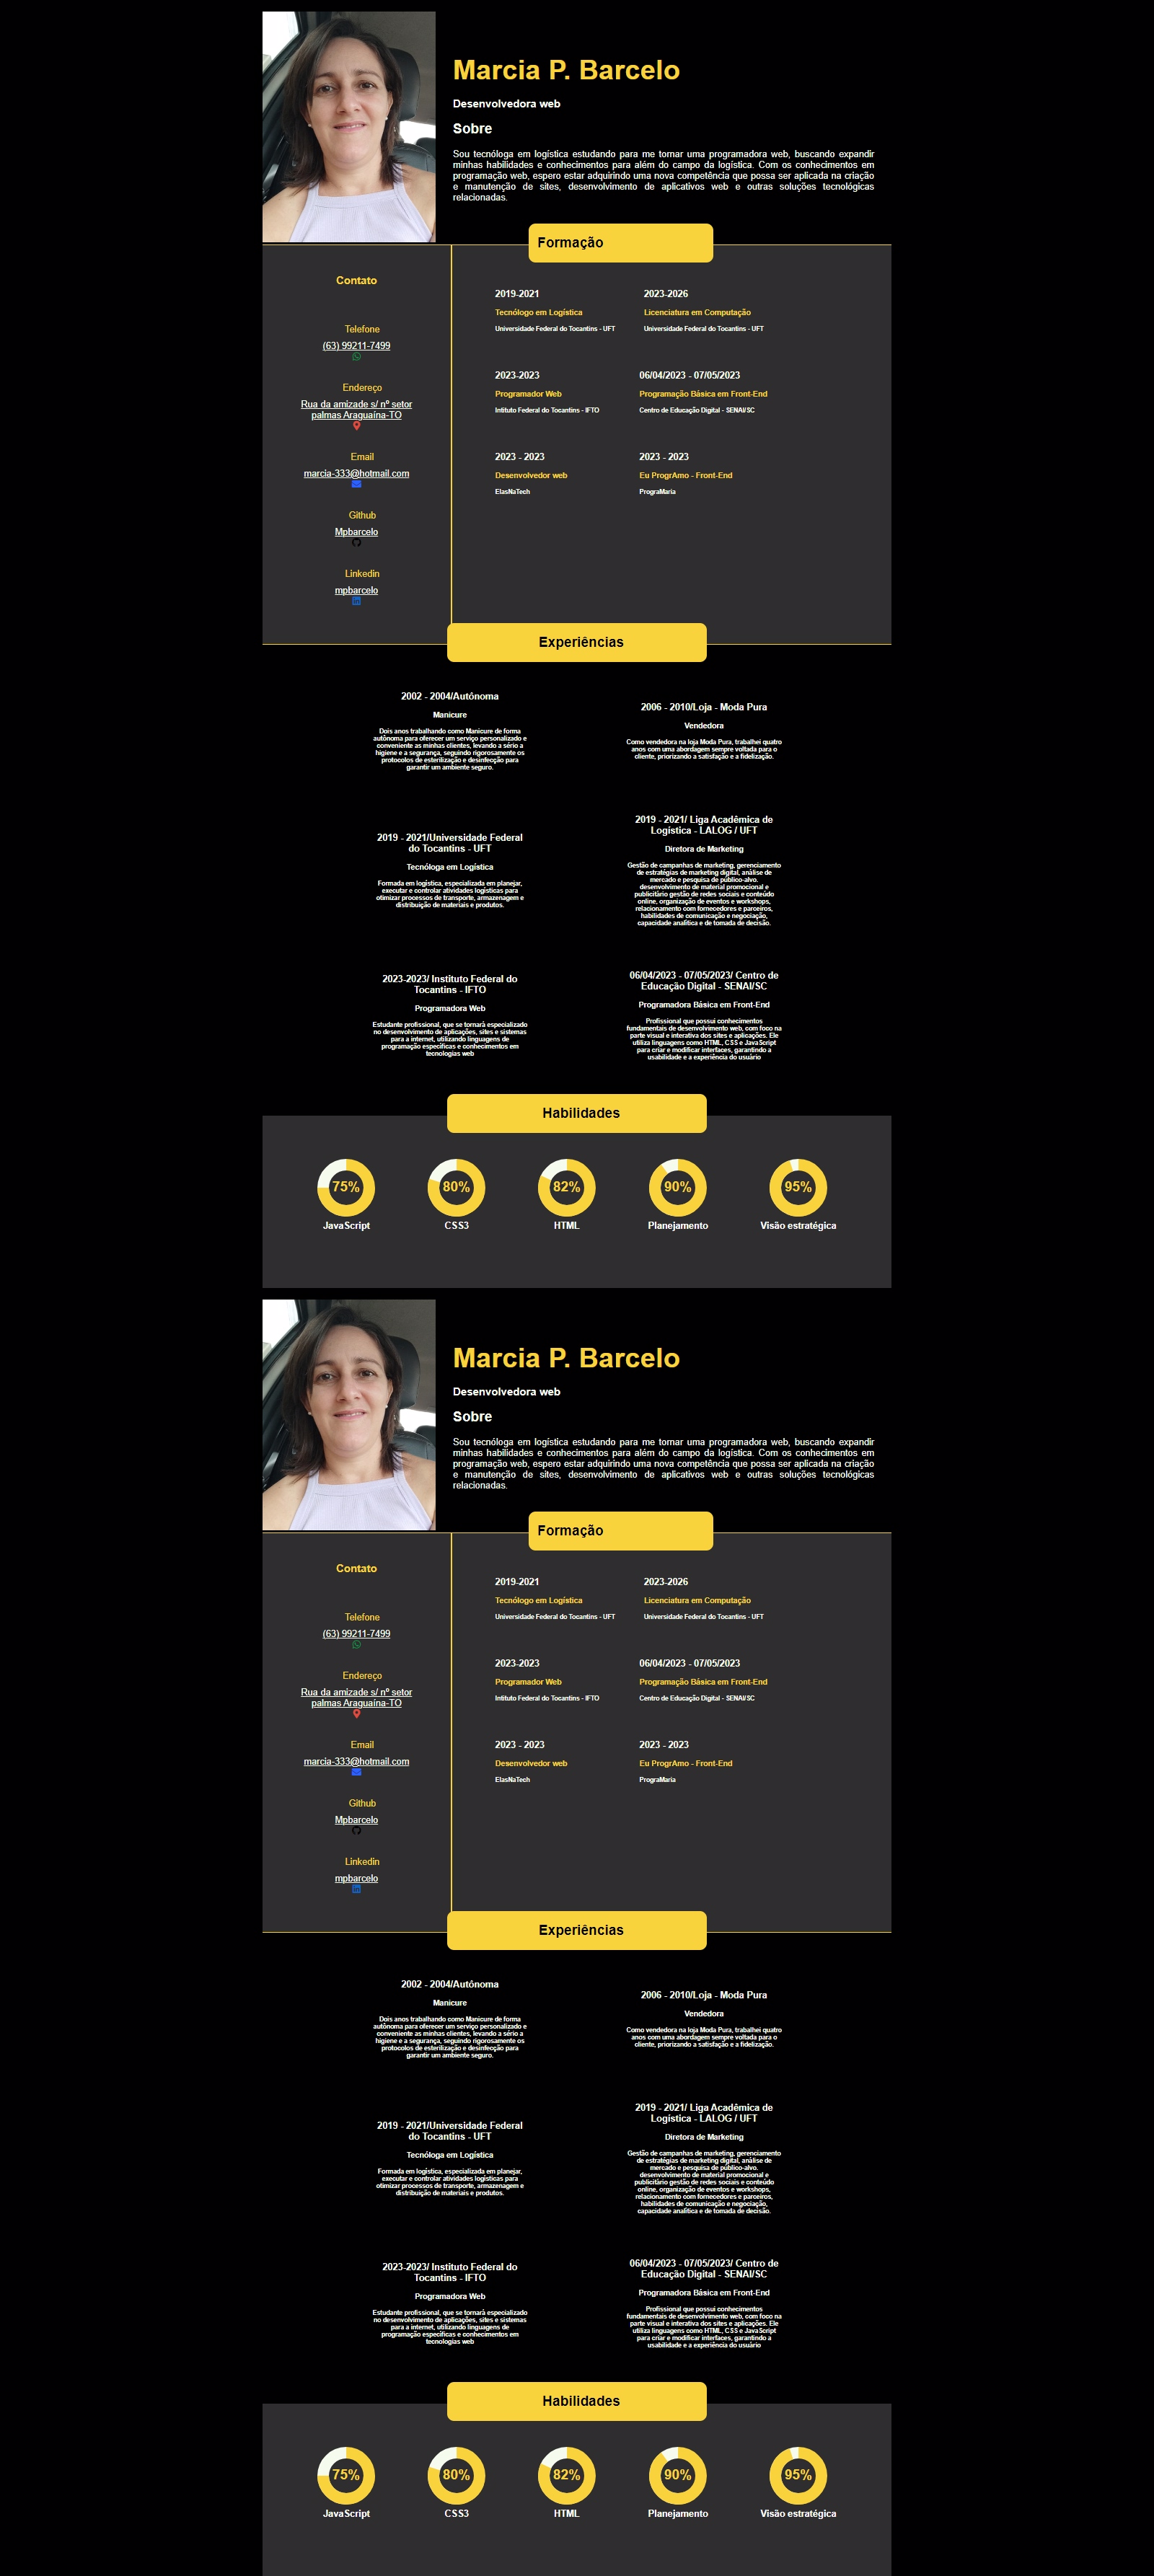 Marcia P. Barcelo
Desenvolvedora web
Sobre
Sou tecnóloga em logística estudando para me tornar uma programadora web, buscando expandir
minhas habilidades e conhecimentos para além do campo da logística. Com os conhecimentos em
programação web, espero estar adquirindo uma nova competência que possa ser aplicada na criação
e manutenção de sites, desenvolvimento de aplicativos web e outras soluções tecnológicas
relacionadas.
Formação
Contato
Telefone
(63) 99211-7499
Endereço
Rua da amizade s/ nº setor
palmas Araguaína-TO
Email
marcia-333@hotmail.com
Github
Mpbarcelo
Linkedin
mpbarcelo
2019-2021
Tecnólogo em Logística
Universidade Federal do Tocantins - UFT
2023-2026
Licenciatura em Computação
Universidade Federal do Tocantins - UFT
2023-2023
Programador Web
Intituto Federal do Tocantins - IFTO
06/04/2023 - 07/05/2023
Programação Básica em Front-End
Centro de Educação Digital - SENAI/SC
2023 - 2023
Desenvolvedor web
ElasNaTech
2023 - 2023
Eu ProgrAmo - Front-End
PrograMaria
Experiências
2002 - 2004/Autônoma
Manicure
Dois anos trabalhando como Manicure de forma
autônoma para oferecer um serviço personalizado e
conveniente as minhas clientes, levando a sério a
higiene e a segurança, seguindo rigorosamente os
protocolos de esterilização e desinfecção para
garantir um ambiente seguro.
2006 - 2010/Loja - Moda Pura
Vendedora
Como vendedora na loja Moda Pura, trabalhei quatro
anos com uma abordagem sempre voltada para o
cliente, priorizando a satisfação e a fidelização.
2019 - 2021/Universidade Federal
do Tocantins - UFT
Tecnóloga em Logística
Formada em logística, especializada em planejar,
executar e controlar atividades logísticas para
otimizar processos de transporte, armazenagem e
distribuição de materiais e produtos.
2019 - 2021/ Liga Acadêmica de
Logística - LALOG / UFT
Diretora de Marketing
Gestão de campanhas de marketing, gerenciamento
de estratégias de marketing digital, análise de
mercado e pesquisa de público-alvo.
desenvolvimento de material promocional e
publicitário gestão de redes sociais e conteúdo
online, organização de eventos e workshops,
relacionamento com fornecedores e parceiros,
habilidades de comunicação e negociação,
capacidade analítica e de tomada de decisão.
2023-2023/ Instituto Federal do
Tocantins - IFTO
Programadora Web
Estudante profissional, que se tornará especializado
no desenvolvimento de aplicações, sites e sistemas
para a internet, utilizando linguagens de
programação específicas e conhecimentos em
tecnologias web
06/04/2023 - 07/05/2023/ Centro de
Educação Digital - SENAI/SC
Programadora Básica em Front-End
Profissional que possui conhecimentos
fundamentais de desenvolvimento web, com foco na
parte visual e interativa dos sites e aplicações. Ele
utiliza linguagens como HTML, CSS e JavaScript
para criar e modificar interfaces, garantindo a
usabilidade e a experiência do usuário
Habilidades
75%
JavaScript
80%
CSS3
82%
HTML
90%
Planejamento
95%
Visão estratégica
Marcia P. Barcelo
Desenvolvedora web
Sobre
Sou tecnóloga em logística estudando para me tornar uma programadora web, buscando expandir
minhas habilidades e conhecimentos para além do campo da logística. Com os conhecimentos em
programação web, espero estar adquirindo uma nova competência que possa ser aplicada na criação
e manutenção de sites, desenvolvimento de aplicativos web e outras soluções tecnológicas
relacionadas.
Formação
Contato
Telefone
(63) 99211-7499
Endereço
Rua da amizade s/ nº setor
palmas Araguaína-TO
Email
marcia-333@hotmail.com
Github
Mpbarcelo
Linkedin
mpbarcelo
2019-2021
Tecnólogo em Logística
Universidade Federal do Tocantins - UFT
2023-2026
Licenciatura em Computação
Universidade Federal do Tocantins - UFT
2023-2023
Programador Web
Intituto Federal do Tocantins - IFTO
06/04/2023 - 07/05/2023
Programação Básica em Front-End
Centro de Educação Digital - SENAI/SC
2023 - 2023
Desenvolvedor web
ElasNaTech
2023 - 2023
Eu ProgrAmo - Front-End
PrograMaria
Experiências
2002 - 2004/Autônoma
Manicure
Dois anos trabalhando como Manicure de forma
autônoma para oferecer um serviço personalizado e
conveniente as minhas clientes, levando a sério a
higiene e a segurança, seguindo rigorosamente os
protocolos de esterilização e desinfecção para
garantir um ambiente seguro.
2006 - 2010/Loja - Moda Pura
Vendedora
Como vendedora na loja Moda Pura, trabalhei quatro
anos com uma abordagem sempre voltada para o
cliente, priorizando a satisfação e a fidelização.
2019 - 2021/Universidade Federal
do Tocantins - UFT
Tecnóloga em Logística
Formada em logística, especializada em planejar,
executar e controlar atividades logísticas para
otimizar processos de transporte, armazenagem e
distribuição de materiais e produtos.
2019 - 2021/ Liga Acadêmica de
Logística - LALOG / UFT
Diretora de Marketing
Gestão de campanhas de marketing, gerenciamento
de estratégias de marketing digital, análise de
mercado e pesquisa de público-alvo.
desenvolvimento de material promocional e
publicitário gestão de redes sociais e conteúdo
online, organização de eventos e workshops,
relacionamento com fornecedores e parceiros,
habilidades de comunicação e negociação,
capacidade analítica e de tomada de decisão.
2023-2023/ Instituto Federal do
Tocantins - IFTO
Programadora Web
Estudante profissional, que se tornará especializado
no desenvolvimento de aplicações, sites e sistemas
para a internet, utilizando linguagens de
programação específicas e conhecimentos em
tecnologias web
06/04/2023 - 07/05/2023/ Centro de
Educação Digital - SENAI/SC
Programadora Básica em Front-End
Profissional que possui conhecimentos
fundamentais de desenvolvimento web, com foco na
parte visual e interativa dos sites e aplicações. Ele
utiliza linguagens como HTML, CSS e JavaScript
para criar e modificar interfaces, garantindo a
usabilidade e a experiência do usuário
Habilidades
75%
JavaScript
80%
CSS3
82%
HTML
90%
Planejamento
95%
Visão estratégica